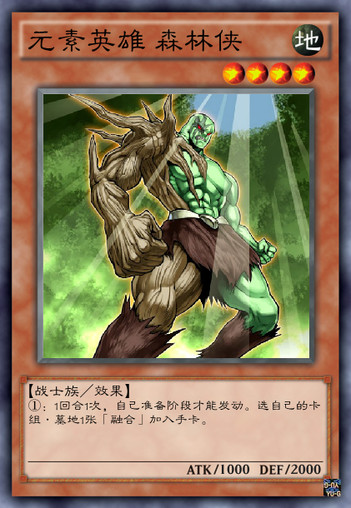 元素英雄 森林侠
地
【战士族／效果】
①：1回合1次，自己准备阶段才能发动。选自己的卡
组·墓地1张「融合」加入手卡。
ATK/1000 DEF/2000
YU-G